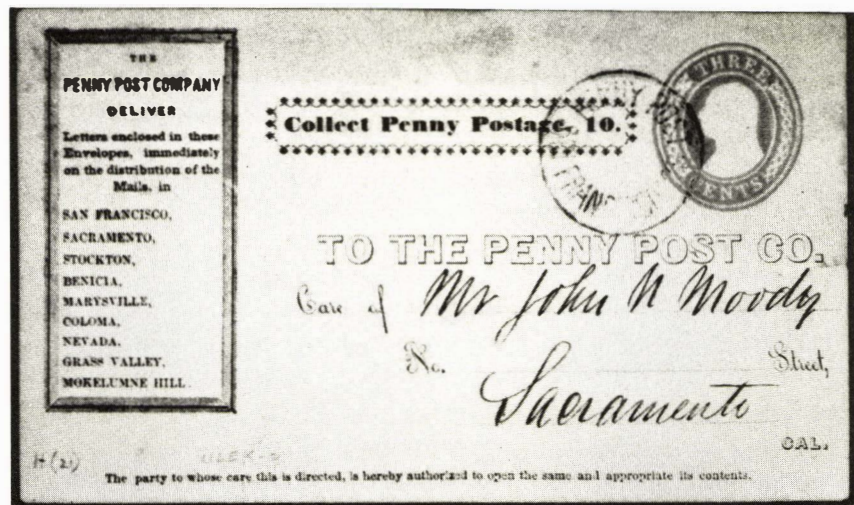 THE
PENNY POST COMPANY
DELIVER
Letters enclosed in these
Envelopes, immediately
on the distribution of the
Mails, in
SAN FRANCISCO,
SACRAMENTO,
STOCKTON,
BENICIA,
MARYSVILLE,
COLOMA,
NEVADA,
GRASS VALLEY,
MOKELUMNE HILL.
Collect Penny Postage, 10.
THREE
CENTS
TO THE PENNY POST CO.
Care of Mr John N Moody
No. Street,
Sacramento
CAL.
H(21)
The party to whose care this is directed, is hereby authorized to open the same and appropriate its contents.